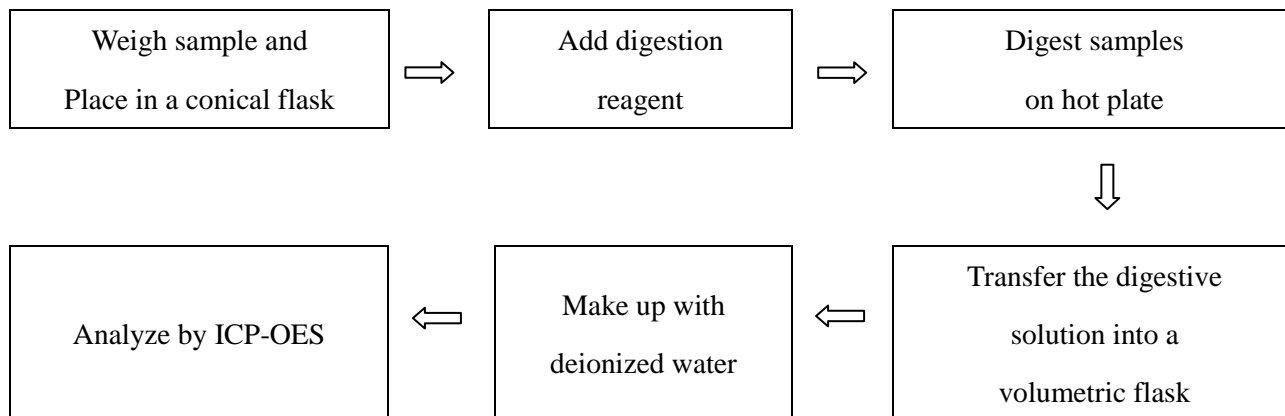 Weigh sample and
Place in a conical flask
Add digestion
reagent
Digest samples
on hot plate
Transfer the digestive
solution into a
volumetric flask
Make up with
deionized water
Analyze by ICP-OES